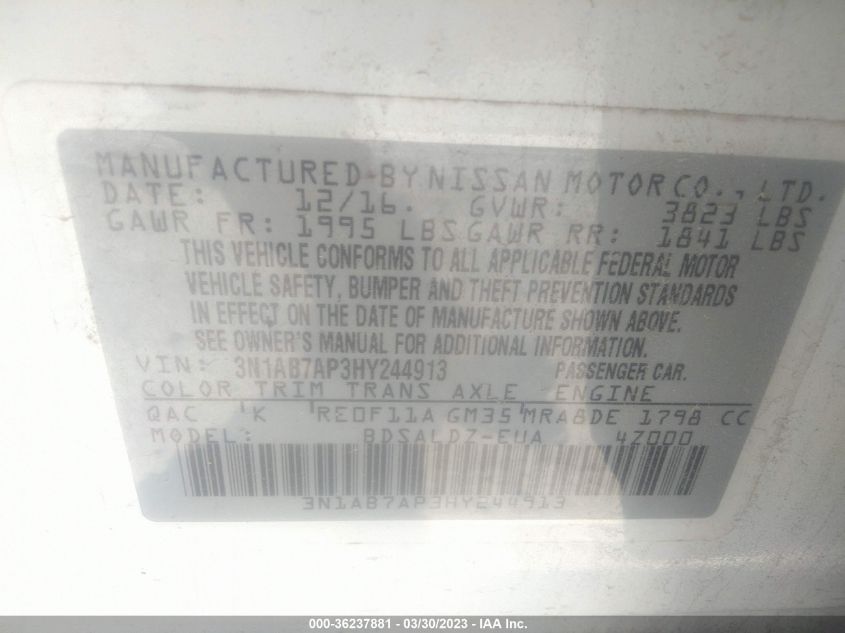 MANUFACTURED BY NISSAN MOTOR CO., LTD.
DATE: 12/16. GVWR: 3823 LBS
GAWR FR: 1995 LBS GAWR RR: 1841 LBS
THIS VEHICLE CONFORMS TO ALL APPLICABLE FEDERAL MOTOR
VEHICLE SAFETY, BUMPER AND THEFT PREVENTION STANDARDS
IN EFFECT ON THE DATE OF MANUFACTURE SHOWN ABOVE.
SEE OWNER'S MANUAL FOR ADDITIONAL INFORMATION.
VIN: 3N1AB7AP3HY244913 PASSENGER CAR.
COLOR TRIM TRANS AXLE ENGINE
QAC K RE0F11A GM35 MRA8DE 1798 CC
MODEL: BDSALDZ-EUA 4Z000
3N1AB7AP3HY244913
000-36237881 - 03/30/2023 - IAA Inc.